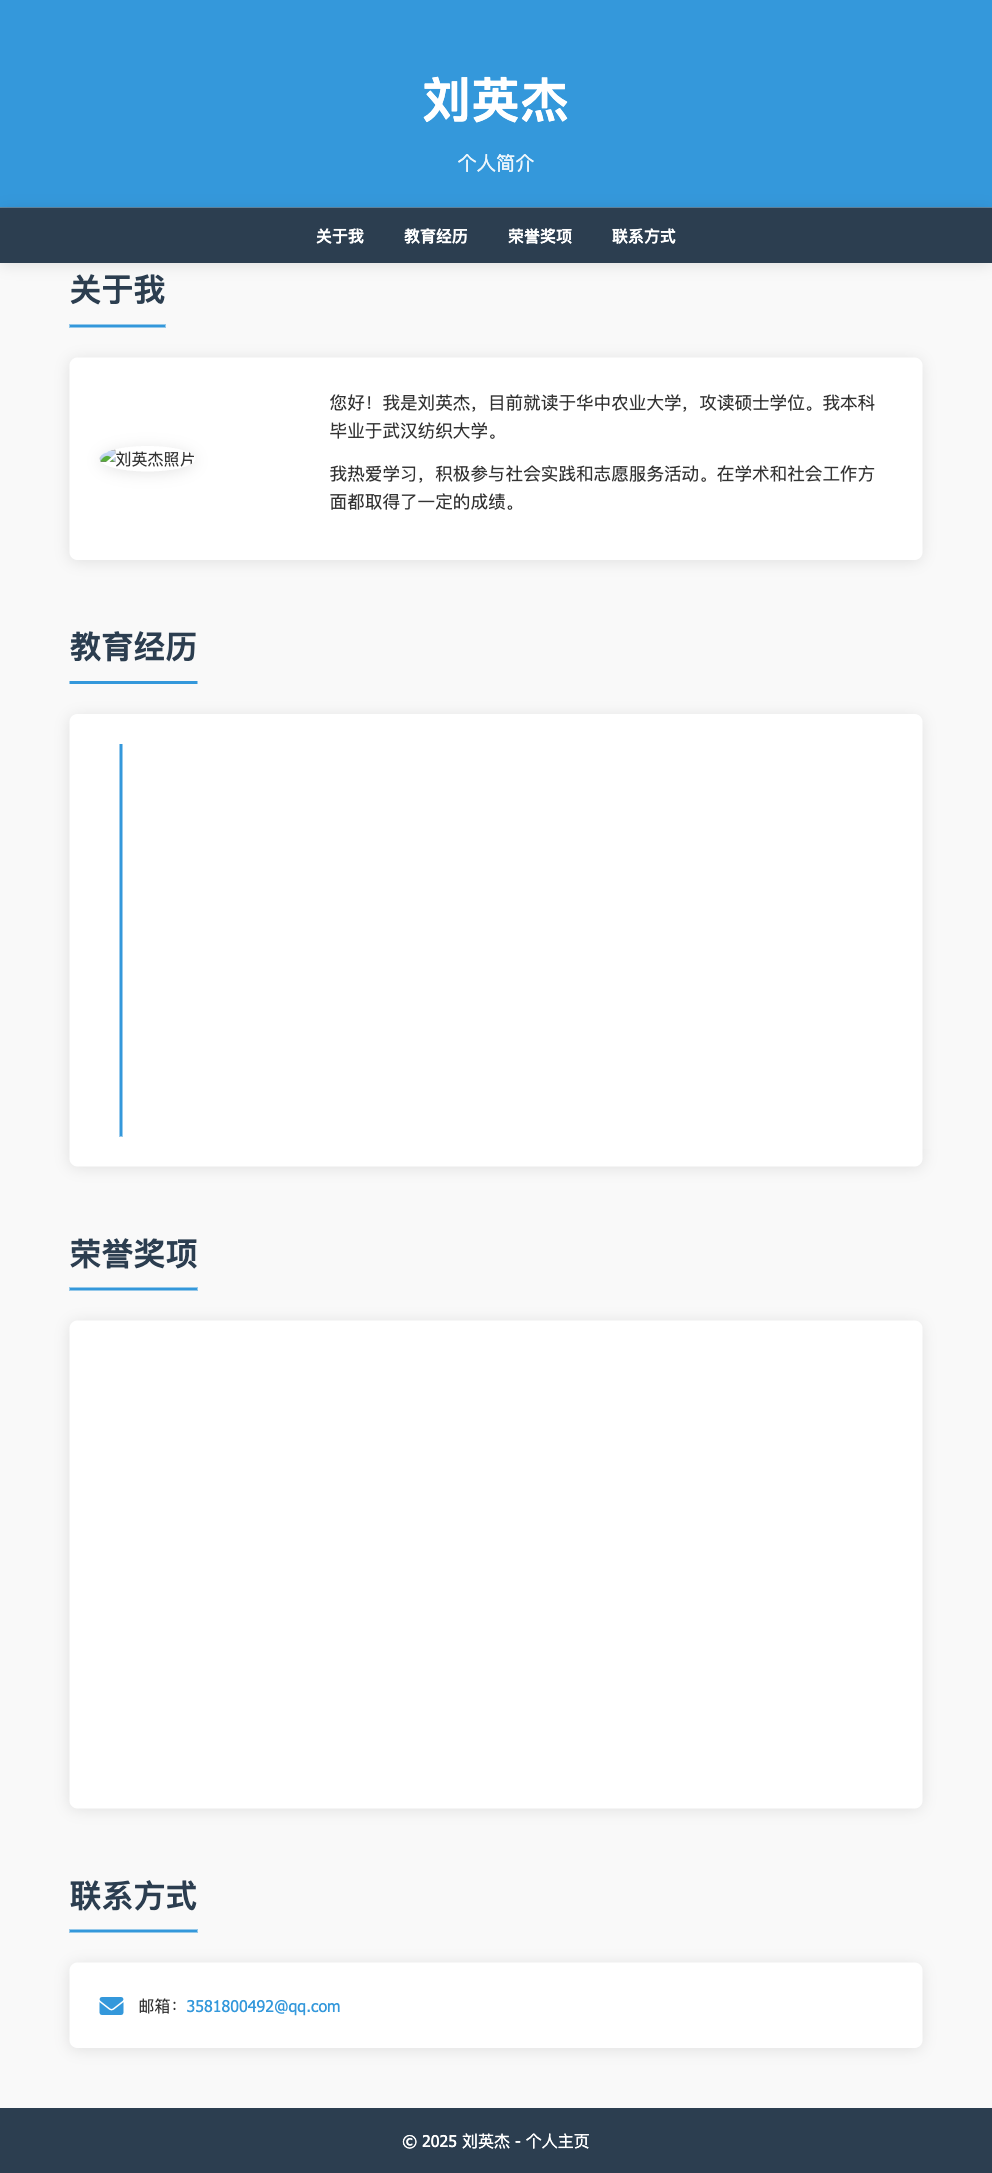 刘英杰
个人简介
关于我 教育经历 荣誉奖项 联系方式
关于我
刘英杰照片
您好！我是刘英杰，目前就读于华中农业大学，攻读硕士学位。我本科
毕业于武汉纺织大学。
我热爱学习，积极参与社会实践和志愿服务活动。在学术和社会工作方
面都取得了一定的成绩。
教育经历
荣誉奖项
联系方式
邮箱：3581800492@qq.com
© 2025 刘英杰 - 个人主页